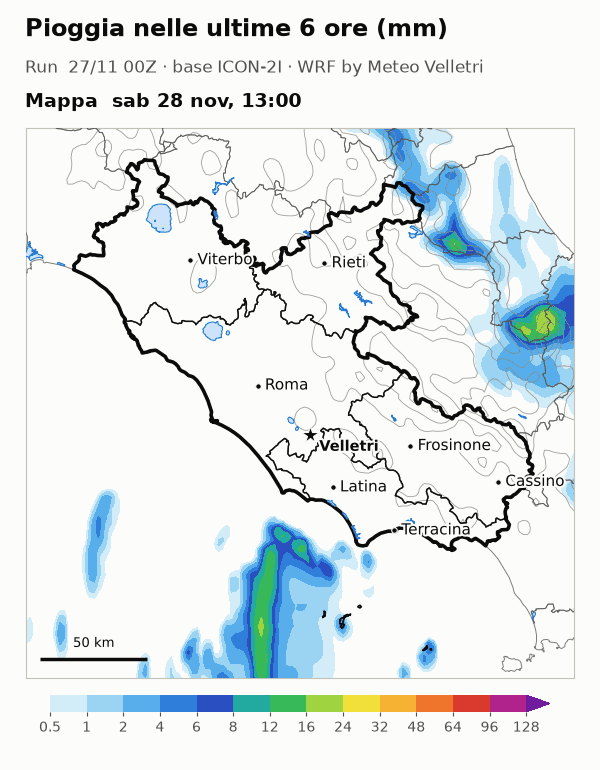 Pioggia nelle ultime 6 ore (mm)
Run  27/11 00Z · base ICON-2I · WRF by Meteo Velletri
Mappa  sab 28 nov, 13:00
Viterbo
Rieti
Roma
Velletri
Frosinone
Latina
Cassino
Terracina
50 km
0.5 1 2 4 6 8 12 16 24 32 48 64 96 128